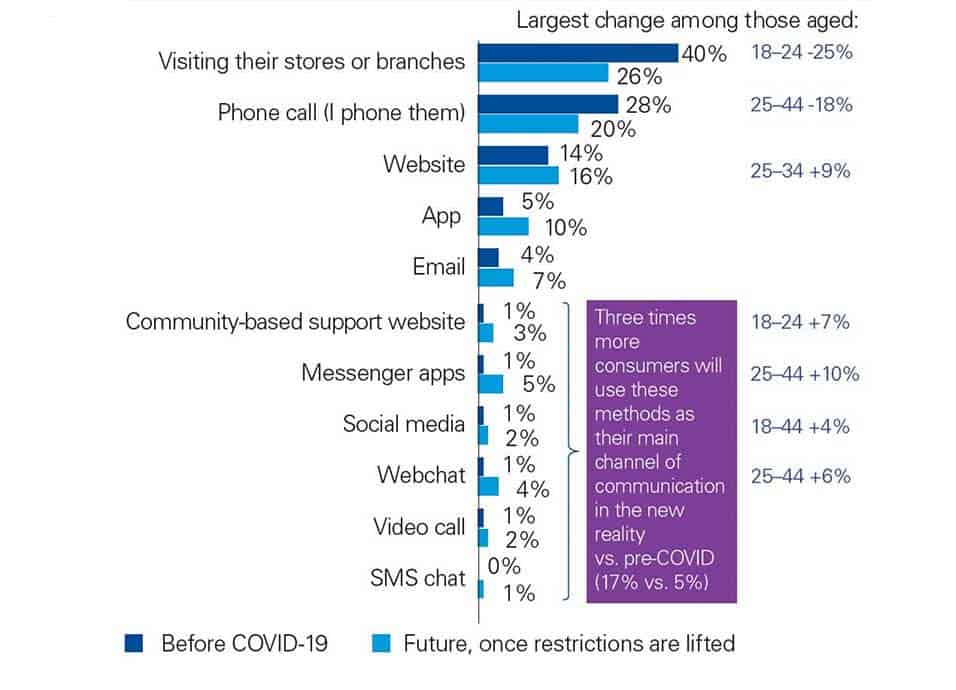 Largest change among those aged:
Visiting their stores or branches
40%
26%
18–24 -25%
Phone call (I phone them)
28%
20%
25–44 -18%
Website
14%
16%
25–34 +9%
App
5%
10%
Email
4%
7%
Community-based support website
1%
3%
18–24 +7%
Messenger apps
1%
5%
25–44 +10%
Social media
1%
2%
18–44 +4%
Webchat
1%
4%
25–44 +6%
Video call
1%
2%
SMS chat
0%
1%
Three times
more
consumers will
use these
methods as
their main
channel of
communication
in the new
reality
vs. pre-COVID
(17% vs. 5%)
Before COVID-19
Future, once restrictions are lifted